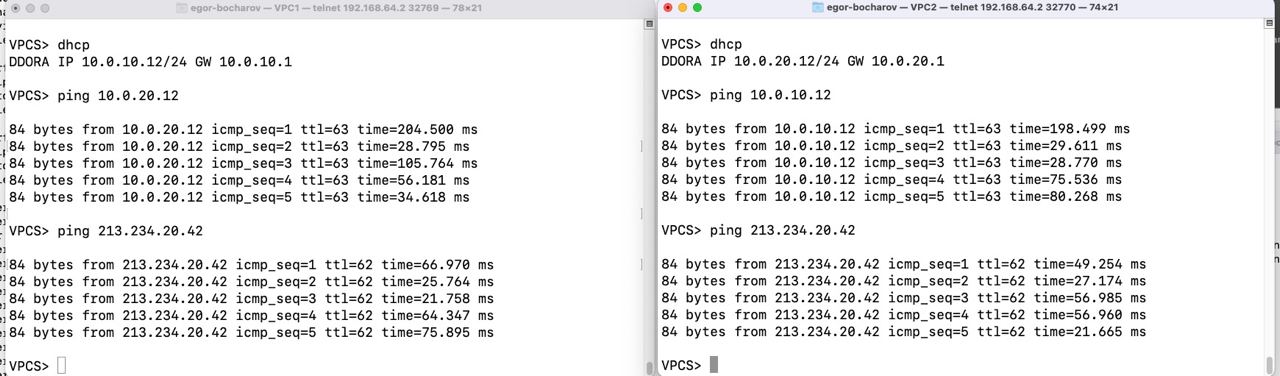 egor-bocharov — VPC1 — telnet 192.168.64.2 32769 — 78×21
VPCS> dhcp
DDORA IP 10.0.10.12/24 GW 10.0.10.1
VPCS> ping 10.0.20.12
84 bytes from 10.0.20.12 icmp_seq=1 ttl=63 time=204.500 ms
84 bytes from 10.0.20.12 icmp_seq=2 ttl=63 time=28.795 ms
84 bytes from 10.0.20.12 icmp_seq=3 ttl=63 time=105.764 ms
84 bytes from 10.0.20.12 icmp_seq=4 ttl=63 time=56.181 ms
84 bytes from 10.0.20.12 icmp_seq=5 ttl=63 time=34.618 ms
VPCS> ping 213.234.20.42
84 bytes from 213.234.20.42 icmp_seq=1 ttl=62 time=66.970 ms
84 bytes from 213.234.20.42 icmp_seq=2 ttl=62 time=25.764 ms
84 bytes from 213.234.20.42 icmp_seq=3 ttl=62 time=21.758 ms
84 bytes from 213.234.20.42 icmp_seq=4 ttl=62 time=64.347 ms
84 bytes from 213.234.20.42 icmp_seq=5 ttl=62 time=75.895 ms
VPCS>
egor-bocharov — VPC2 — telnet 192.168.64.2 32770 — 74×21
VPCS> dhcp
DDORA IP 10.0.20.12/24 GW 10.0.20.1
VPCS> ping 10.0.10.12
84 bytes from 10.0.10.12 icmp_seq=1 ttl=63 time=198.499 ms
84 bytes from 10.0.10.12 icmp_seq=2 ttl=63 time=29.611 ms
84 bytes from 10.0.10.12 icmp_seq=3 ttl=63 time=28.770 ms
84 bytes from 10.0.10.12 icmp_seq=4 ttl=63 time=75.536 ms
84 bytes from 10.0.10.12 icmp_seq=5 ttl=63 time=80.268 ms
VPCS> ping 213.234.20.42
84 bytes from 213.234.20.42 icmp_seq=1 ttl=62 time=49.254 ms
84 bytes from 213.234.20.42 icmp_seq=2 ttl=62 time=27.174 ms
84 bytes from 213.234.20.42 icmp_seq=3 ttl=62 time=56.985 ms
84 bytes from 213.234.20.42 icmp_seq=4 ttl=62 time=56.960 ms
84 bytes from 213.234.20.42 icmp_seq=5 ttl=62 time=21.665 ms
VPCS>